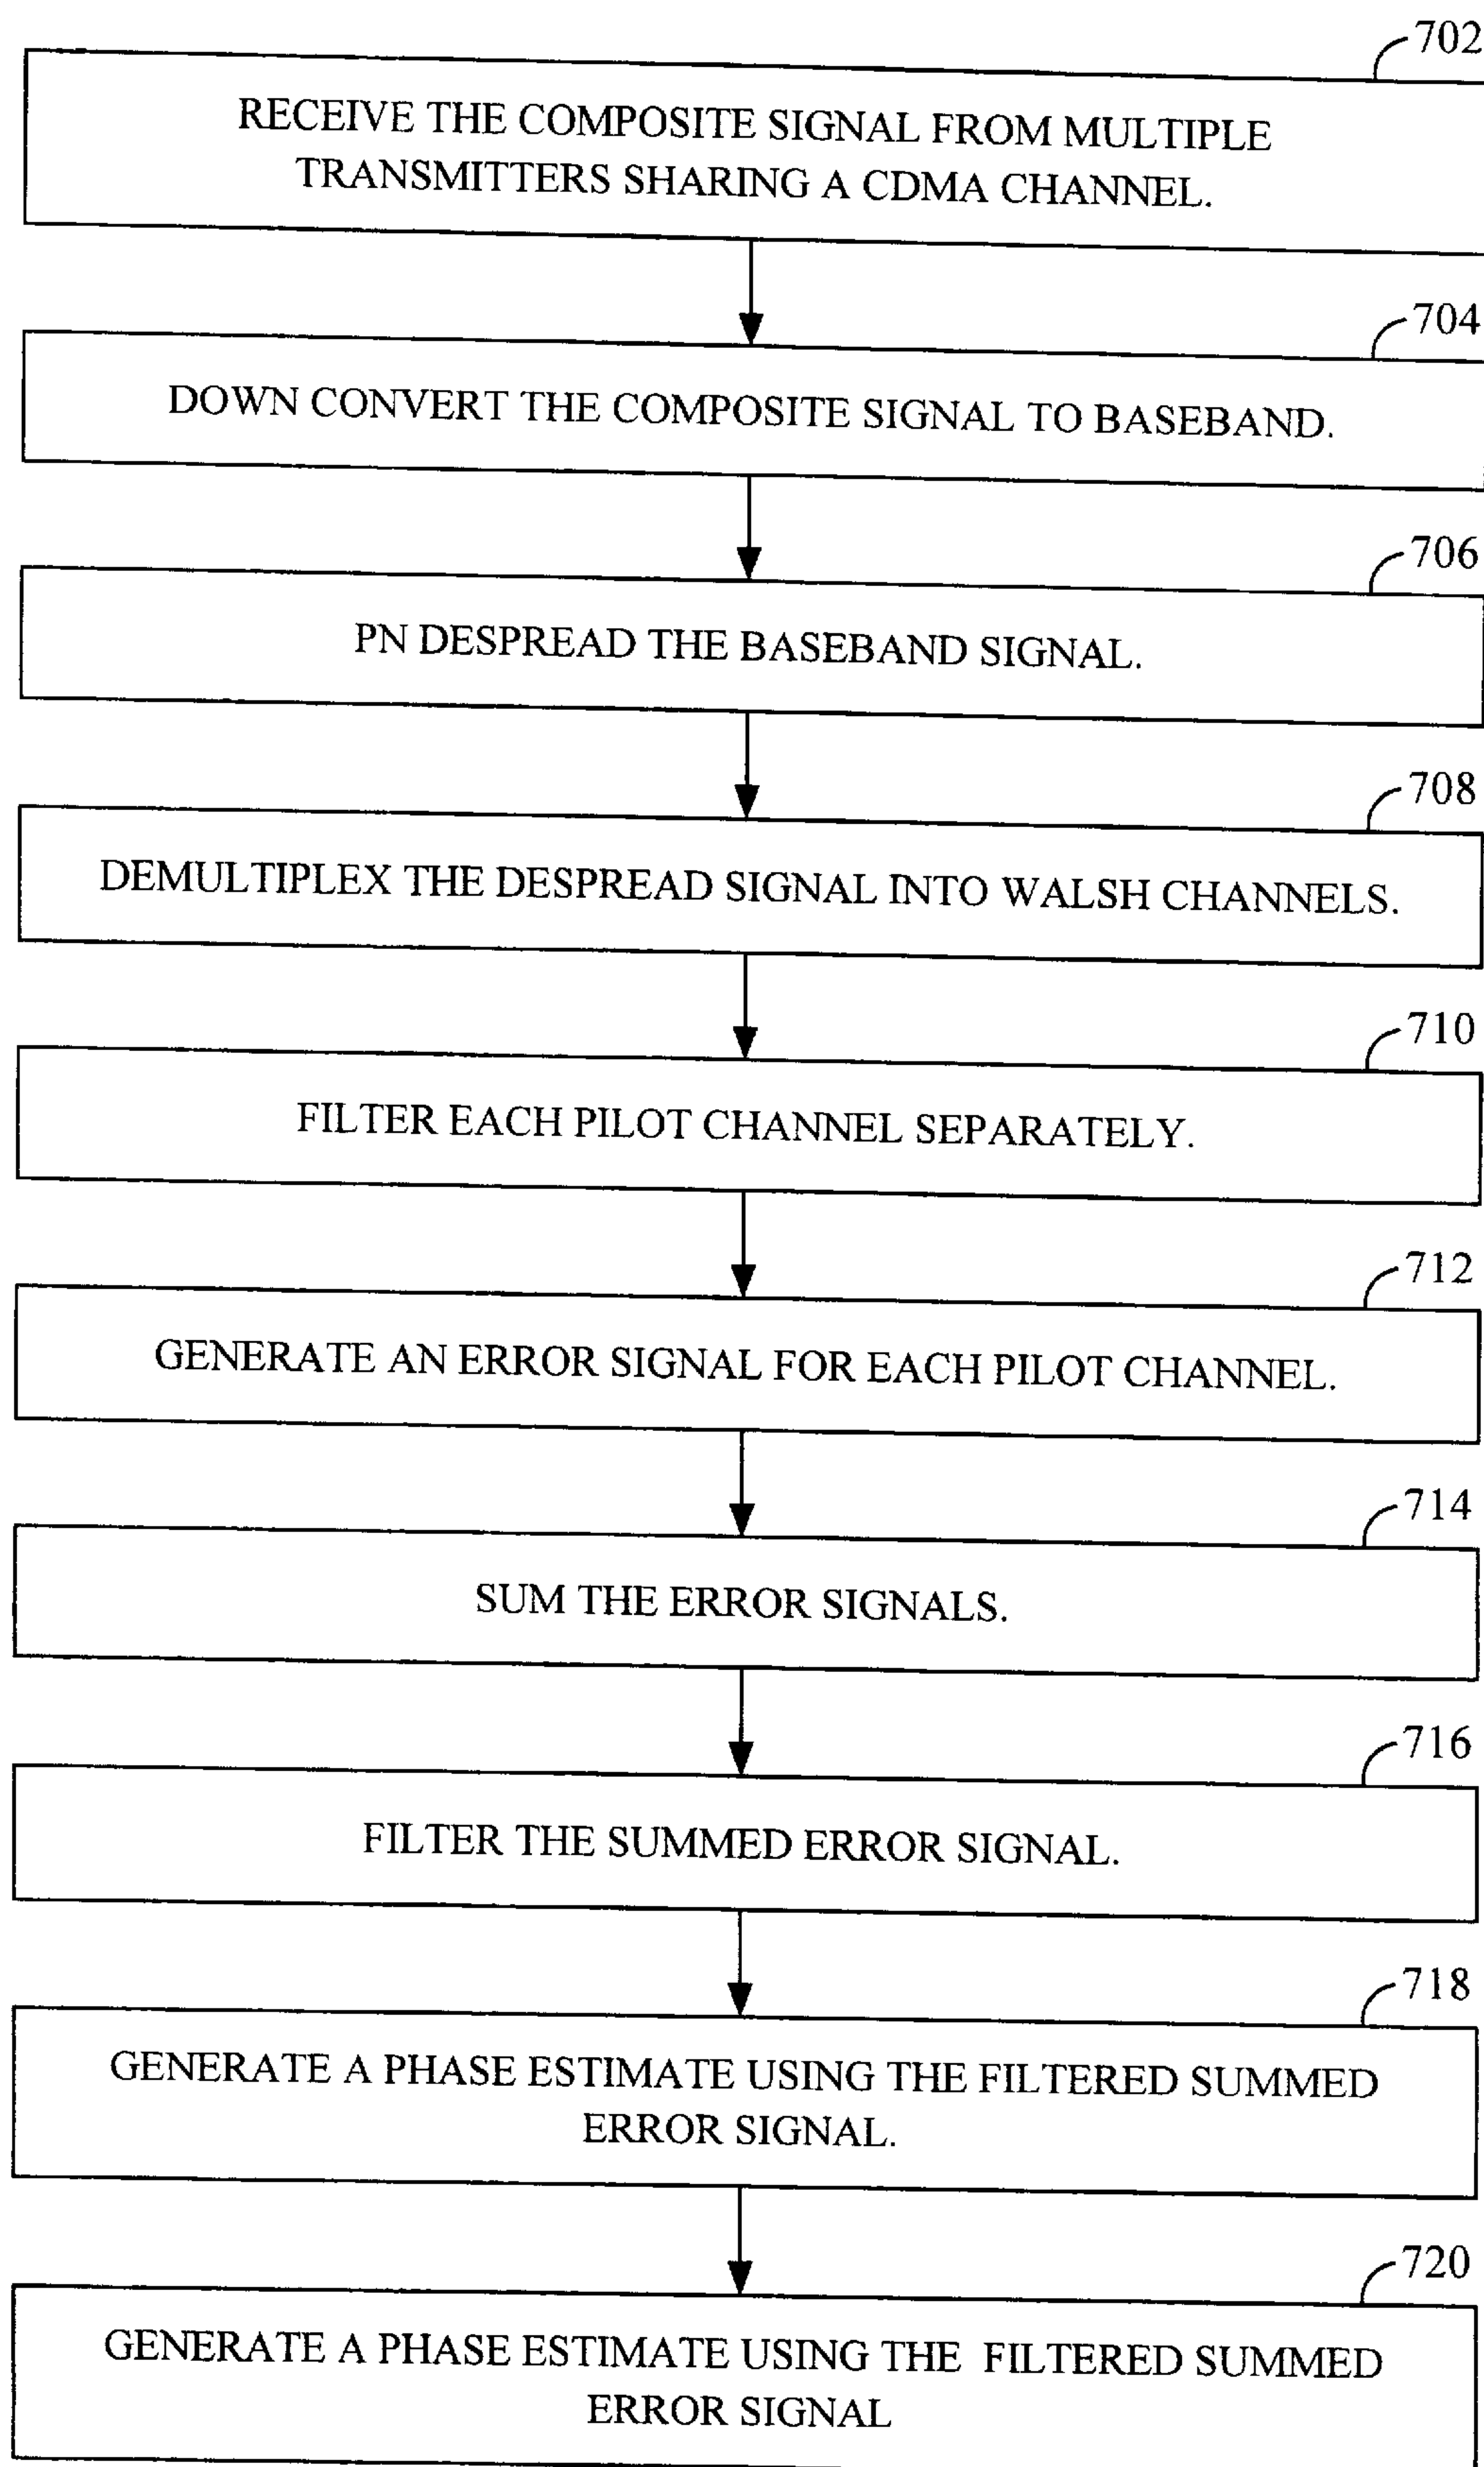 702
RECEIVE THE COMPOSITE SIGNAL FROM MULTIPLE
TRANSMITTERS SHARING A CDMA CHANNEL.
704
DOWN CONVERT THE COMPOSITE SIGNAL TO BASEBAND.
706
PN DESPREAD THE BASEBAND SIGNAL.
708
DEMULTIPLEX THE DESPREAD SIGNAL INTO WALSH CHANNELS.
710
FILTER EACH PILOT CHANNEL SEPARATELY.
712
GENERATE AN ERROR SIGNAL FOR EACH PILOT CHANNEL.
714
SUM THE ERROR SIGNALS.
716
FILTER THE SUMMED ERROR SIGNAL.
718
GENERATE A PHASE ESTIMATE USING THE FILTERED SUMMED
ERROR SIGNAL.
720
GENERATE A PHASE ESTIMATE USING THE FILTERED SUMMED
ERROR SIGNAL